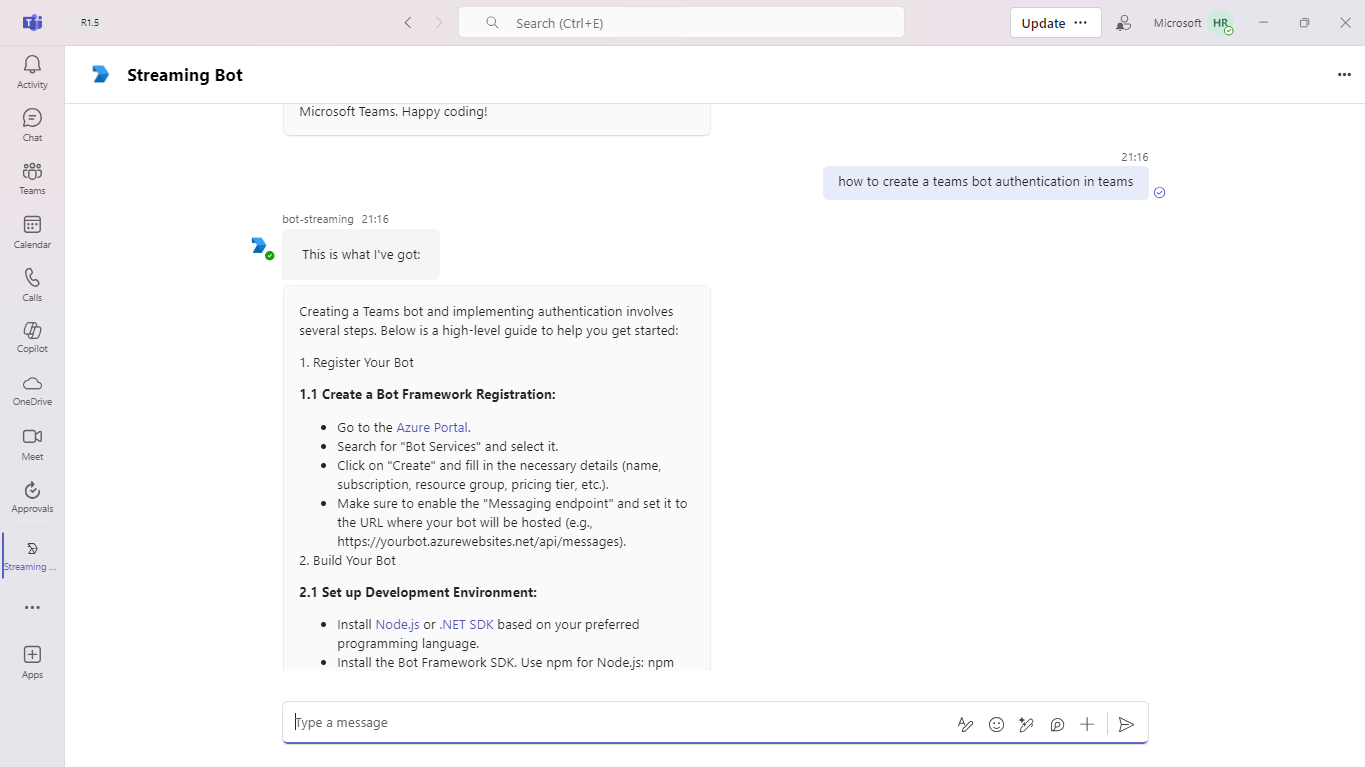 R1.5
Search (Ctrl+E)
Update
Microsoft
HR
Activity
Chat
Teams
Calendar
Calls
Copilot
OneDrive
Meet
Approvals
Streaming ...
Apps
Streaming Bot
Microsoft Teams. Happy coding!
21:16
how to create a teams bot authentication in teams
bot-streaming 21:16
This is what I've got:
Creating a Teams bot and implementing authentication involves
several steps. Below is a high-level guide to help you get started:
1. Register Your Bot
1.1 Create a Bot Framework Registration:
• Go to the Azure Portal.
• Search for "Bot Services" and select it.
• Click on "Create" and fill in the necessary details (name,
subscription, resource group, pricing tier, etc.).
• Make sure to enable the "Messaging endpoint" and set it to
the URL where your bot will be hosted (e.g.,
https://yourbot.azurewebsites.net/api/messages).
2. Build Your Bot
2.1 Set up Development Environment:
• Install Node.js or .NET SDK based on your preferred
programming language.
• Install the Bot Framework SDK. Use npm for Node.js: npm
Type a message